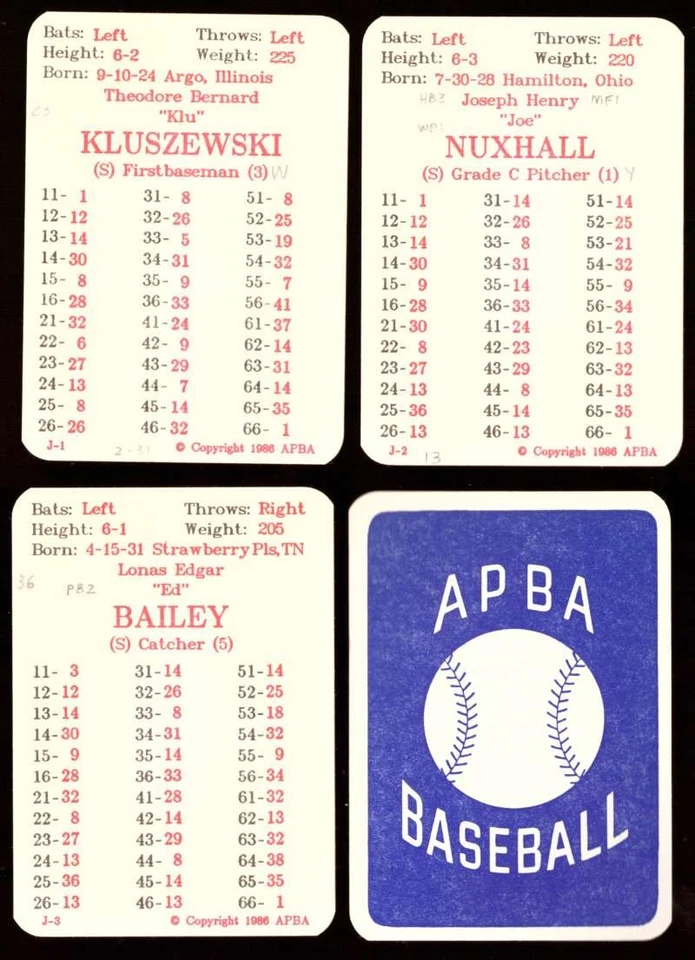 Bats: Left Throws: Left
Height: 6-2 Weight: 225
Born: 9-10-24 Argo, Illinois
Theodore Bernard
"Klu"
KLUSZEWSKI
(S) Firstbaseman (3) W
11- 1 31- 8 51- 8
12-12 32-26 52-25
13-14 33- 5 53-19
14-30 34-31 54-32
15- 8 35- 9 55- 7
16-28 36-33 56-41
21-32 41-24 61-37
22- 6 42- 9 62-14
23-27 43-29 63-31
24-13 44- 7 64-14
25- 8 45-14 65-35
26-26 46-32 66- 1
J-1 2-31 © Copyright 1986 APBA
Bats: Left Throws: Left
Height: 6-3 Weight: 220
Born: 7-30-28 Hamilton, Ohio
HB3 Joseph Henry MF1
"Joe"
WP1
NUXHALL
(S) Grade C Pitcher (1) Y
11- 1 31-14 51-14
12-12 32-26 52-25
13-14 33- 8 53-21
14-30 34-31 54-32
15- 9 35-14 55- 9
16-28 36-33 56-34
21-30 41-24 61-24
22- 8 42-23 62-13
23-27 43-29 63-32
24-13 44- 8 64-13
25-36 45-14 65-35
26-13 46-13 66- 1
J-2 13 © Copyright 1986 APBA
Bats: Left Throws: Right
Height: 6-1 Weight: 205
Born: 4-15-31 Strawberry Pls, TN
Lonas Edgar
36 PB2 "Ed"
BAILEY
(S) Catcher (5)
11- 3 31-14 51-14
12-12 32-26 52-25
13-14 33- 8 53-18
14-30 34-31 54-32
15- 9 35-14 55- 9
16-28 36-33 56-34
21-32 41-28 61-32
22- 8 42-14 62-13
23-27 43-29 63-32
24-13 44- 8 64-38
25-36 45-14 65-35
26-13 46-13 66- 1
J-3 © Copyright 1986 APBA
APBA
BASEBALL